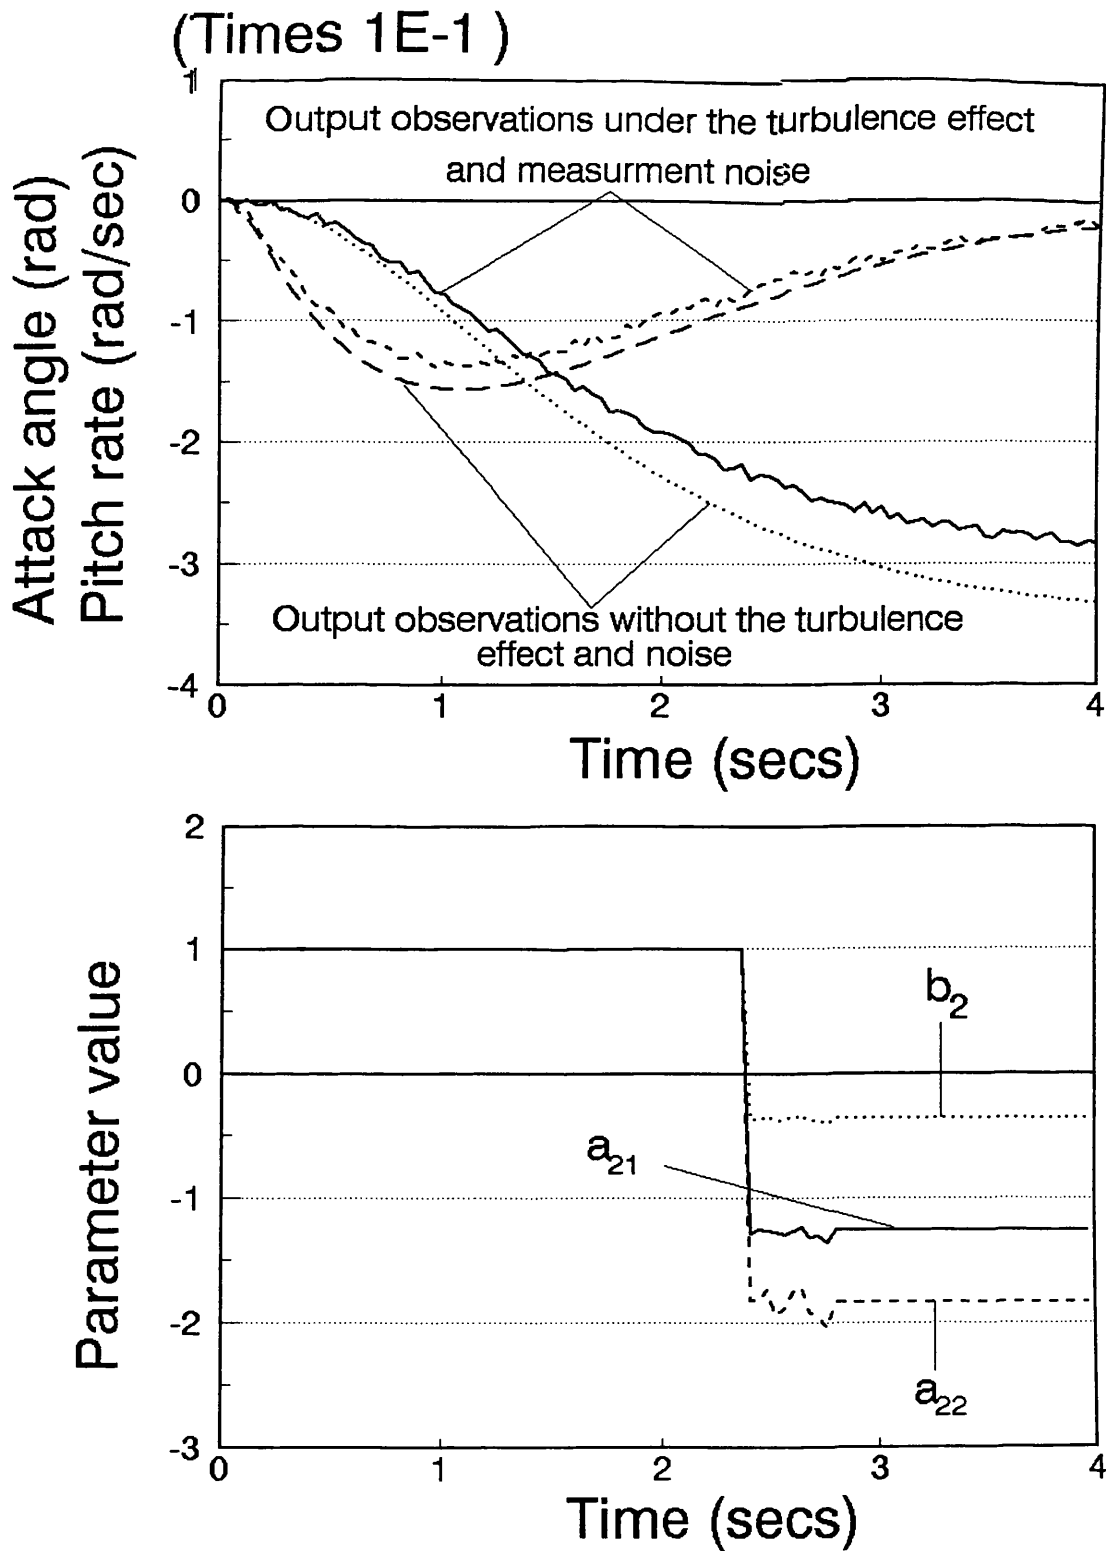 (Times 1E-1 )
Attack angle (rad)
Pitch rate (rad/sec)
1
0
-1
-2
-3
-4
Output observations under the turbulence effect
and measurment noise
Output observations without the turbulence
effect and noise
0 1 2 3 4
Time (secs)
Parameter value
2
1
0
-1
-2
-3
b2
a21
a22
0 1 2 3 4
Time (secs)